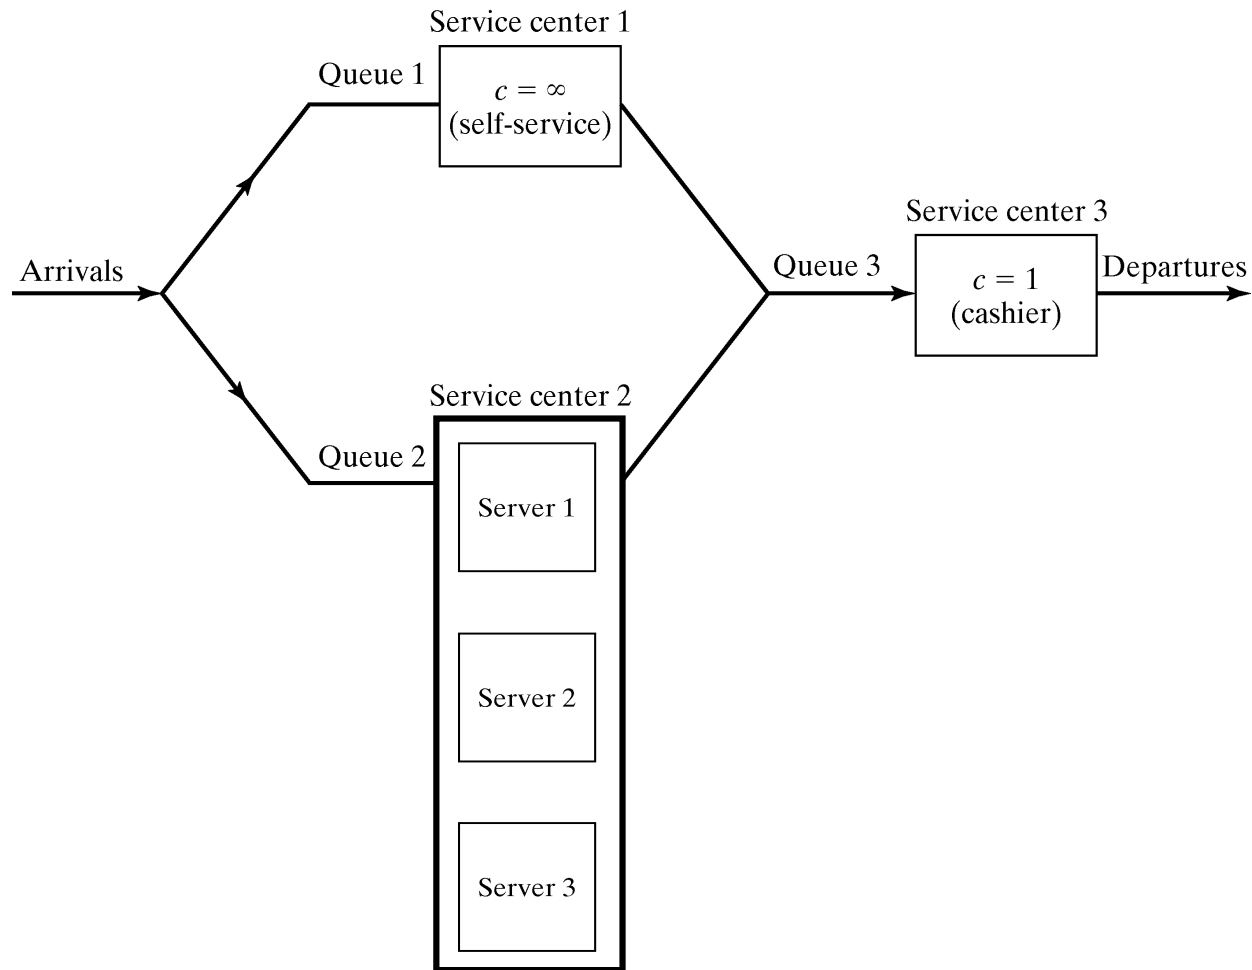 Service center 1
Queue 1
c = ∞
(self-service)
Service center 3
Arrivals
Queue 3
c = 1
(cashier)
Departures
Service center 2
Queue 2
Server 1
Server 2
Server 3